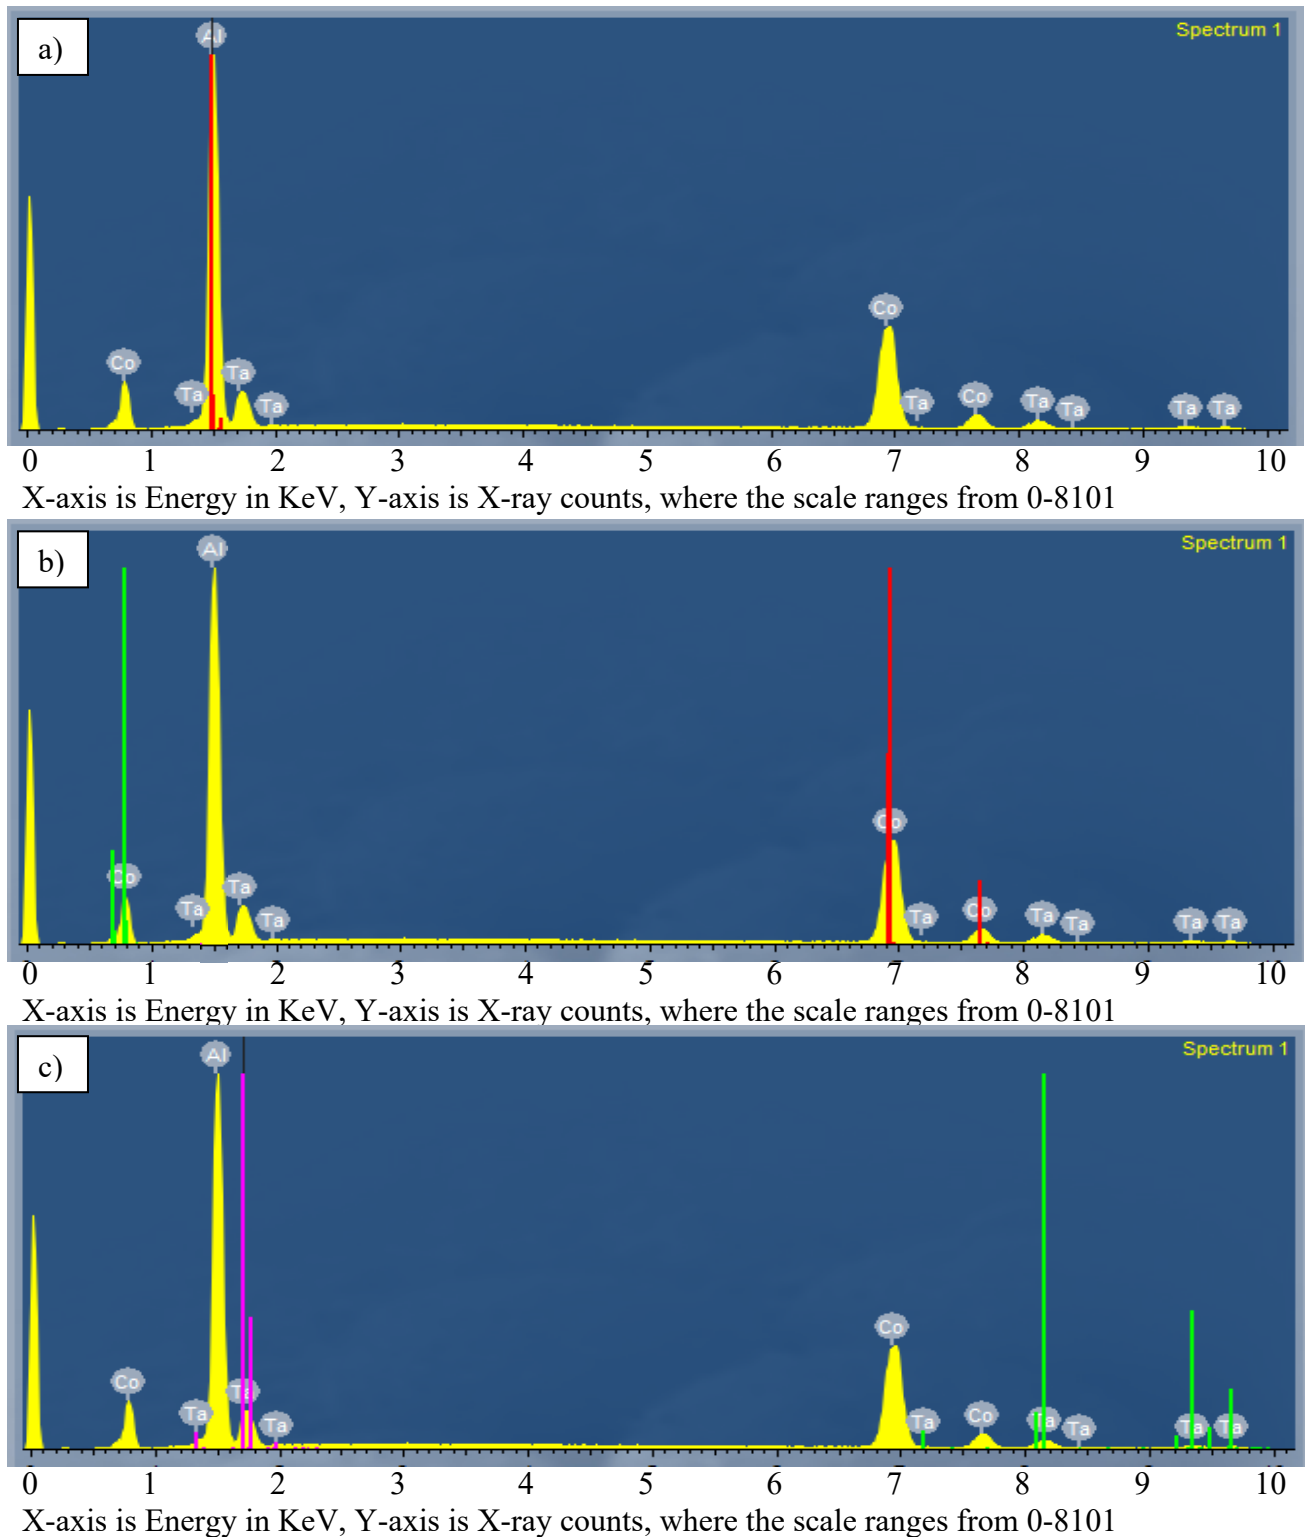 a)
Spectrum 1
Al
Co
Ta
Ta
Ta
Co
Ta
Co
Ta
Ta
Ta
Ta
0 1 2 3 4 5 6 7 8 9 10
X-axis is Energy in KeV, Y-axis is X-ray counts, where the scale ranges from 0-8101
b)
Spectrum 1
Al
Co
Ta
Ta
Ta
Co
Ta
Co
Ta
Ta
Ta
Ta
0 1 2 3 4 5 6 7 8 9 10
X-axis is Energy in KeV, Y-axis is X-ray counts, where the scale ranges from 0-8101
c)
Spectrum 1
Al
Co
Ta
Ta
Ta
Co
Ta
Co
Ta
Ta
Ta
Ta
0 1 2 3 4 5 6 7 8 9 10
X-axis is Energy in KeV, Y-axis is X-ray counts, where the scale ranges from 0-8101